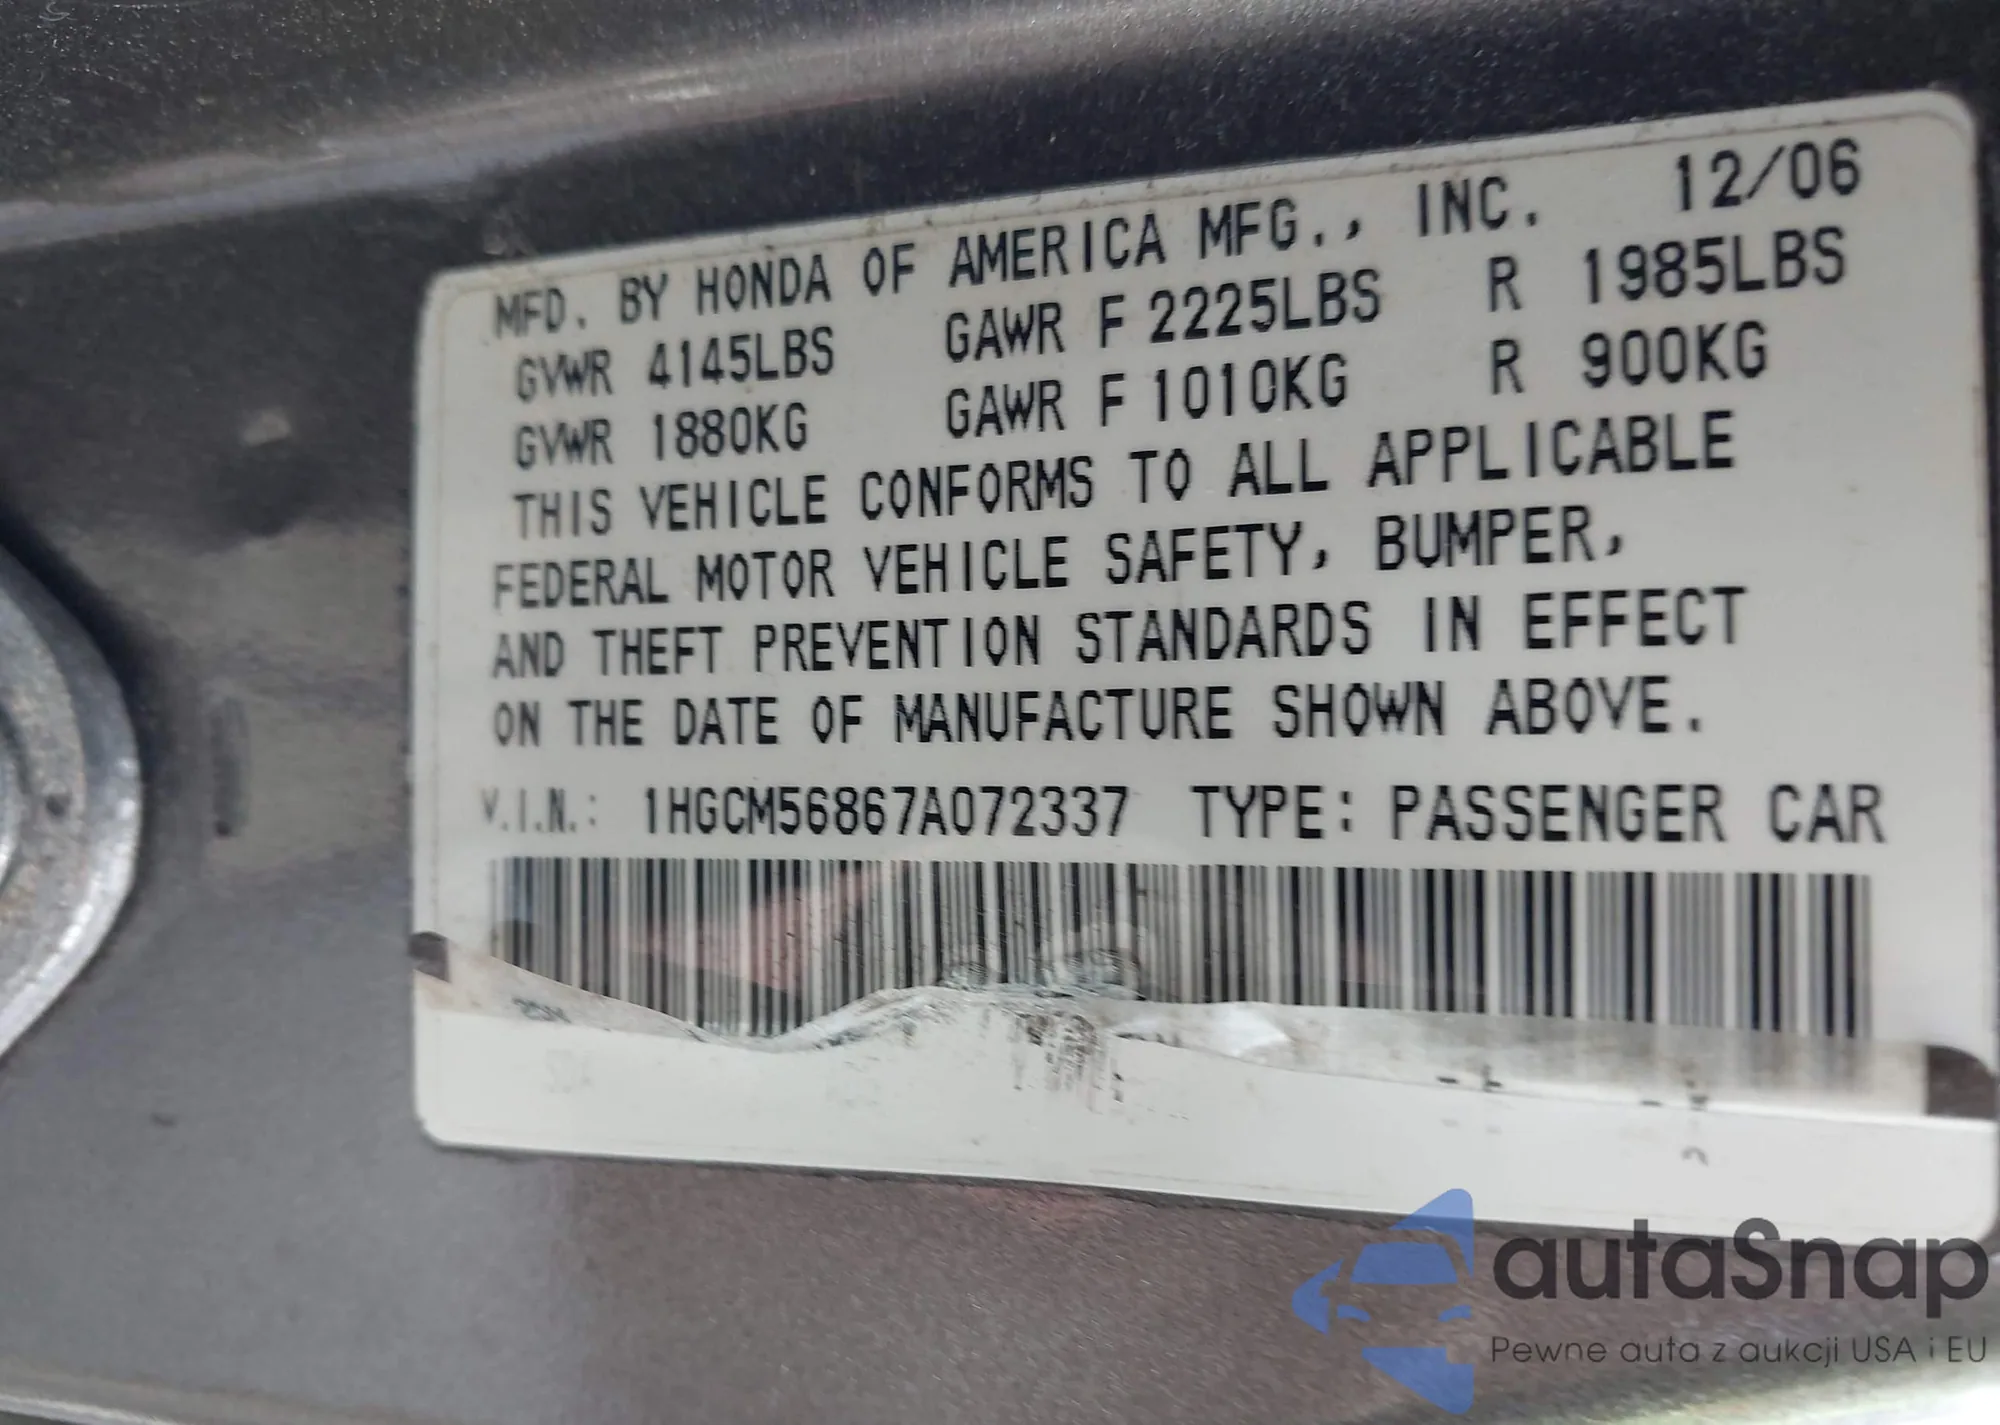 MFD. BY HONDA OF AMERICA MFG., INC. 12/06
GVWR 4145LBS GAWR F 2225LBS R 1985LBS
GVWR 1880KG GAWR F 1010KG R 900KG
THIS VEHICLE CONFORMS TO ALL APPLICABLE
FEDERAL MOTOR VEHICLE SAFETY, BUMPER,
AND THEFT PREVENTION STANDARDS IN EFFECT
ON THE DATE OF MANUFACTURE SHOWN ABOVE.
V.I.N.: 1HGCM56867A072337 TYPE: PASSENGER CAR
autaSnap
Pewne auta z aukcji USA i EU